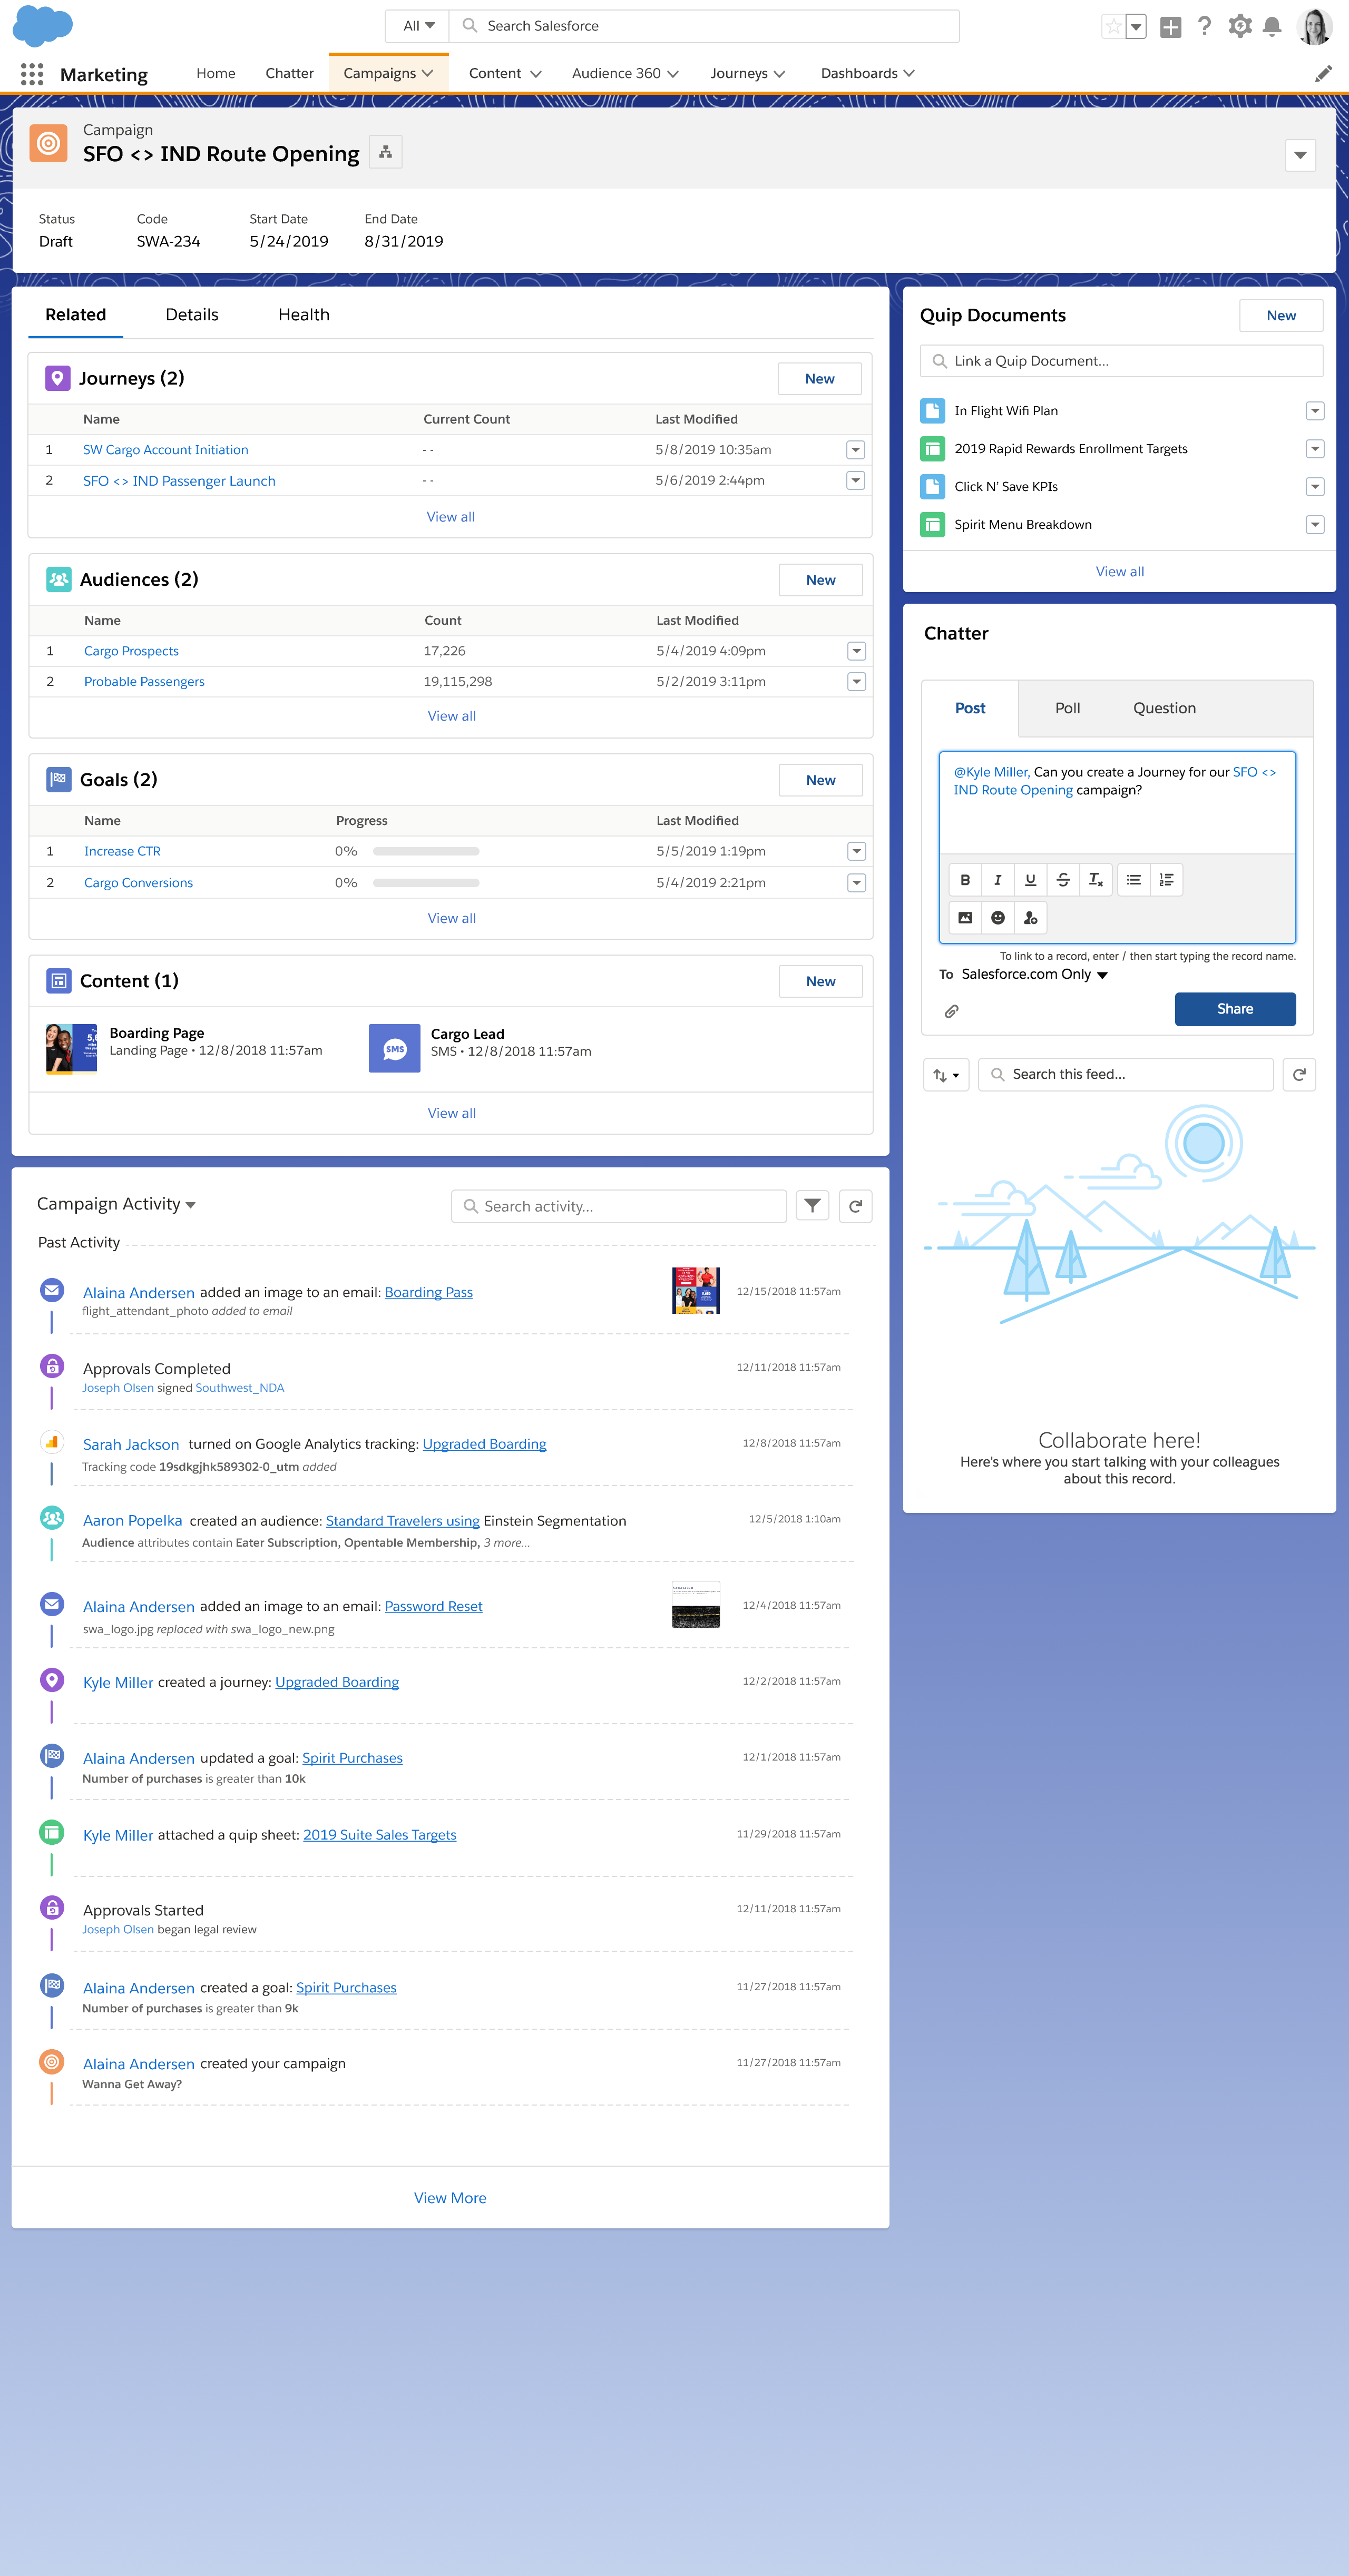 All
Search Salesforce
Marketing
Home
Chatter
Campaigns
Content
Audience 360
Journeys
Dashboards
Campaign
SFO <> IND Route Opening
Status
Code
Start Date
End Date
Draft
SWA-234
5/24/2019
8/31/2019
Related
Details
Health
Journeys (2)
New
Name
Current Count
Last Modified
1 SW Cargo Account Initiation - - 5/8/2019 10:35am
2 SFO <> IND Passenger Launch - - 5/6/2019 2:44pm
View all
Audiences (2)
New
Name
Count
Last Modified
1 Cargo Prospects 17,226 5/4/2019 4:09pm
2 Probable Passengers 19,115,298 5/2/2019 3:11pm
View all
Goals (2)
New
Name
Progress
Last Modified
1 Increase CTR 0% 5/5/2019 1:19pm
2 Cargo Conversions 0% 5/4/2019 2:21pm
View all
Content (1)
New
Boarding Page
Landing Page • 12/8/2018 11:57am
SMS
Cargo Lead
SMS • 12/8/2018 11:57am
View all
Campaign Activity
Search activity...
Past Activity
Alaina Andersen added an image to an email: Boarding Pass 12/15/2018 11:57am
flight_attendant_photo added to email
Approvals Completed 12/11/2018 11:57am
Joseph Olsen signed Southwest_NDA
Sarah Jackson turned on Google Analytics tracking: Upgraded Boarding 12/8/2018 11:57am
Tracking code 19sdkgjhk589302-0_utm added
Aaron Popelka created an audience: Standard Travelers using Einstein Segmentation 12/5/2018 1:10am
Audience attributes contain Eater Subscription, Opentable Membership, 3 more...
Alaina Andersen added an image to an email: Password Reset 12/4/2018 11:57am
swa_logo.jpg replaced with swa_logo_new.png
Kyle Miller created a journey: Upgraded Boarding 12/2/2018 11:57am
Alaina Andersen updated a goal: Spirit Purchases 12/1/2018 11:57am
Number of purchases is greater than 10k
Kyle Miller attached a quip sheet: 2019 Suite Sales Targets 11/29/2018 11:57am
Approvals Started 12/11/2018 11:57am
Joseph Olsen began legal review
Alaina Andersen created a goal: Spirit Purchases 11/27/2018 11:57am
Number of purchases is greater than 9k
Alaina Andersen created your campaign 11/27/2018 11:57am
Wanna Get Away?
View More
Quip Documents
New
Link a Quip Document...
In Flight Wifi Plan
2019 Rapid Rewards Enrollment Targets
Click N' Save KPIs
Spirit Menu Breakdown
View all
Chatter
Post
Poll
Question
@Kyle Miller, Can you create a Journey for our SFO <>
IND Route Opening campaign?
B I U S Tx
To link to a record, enter / then start typing the record name.
To Salesforce.com Only
Share
Search this feed...
Collaborate here!
Here's where you start talking with your colleagues
about this record.